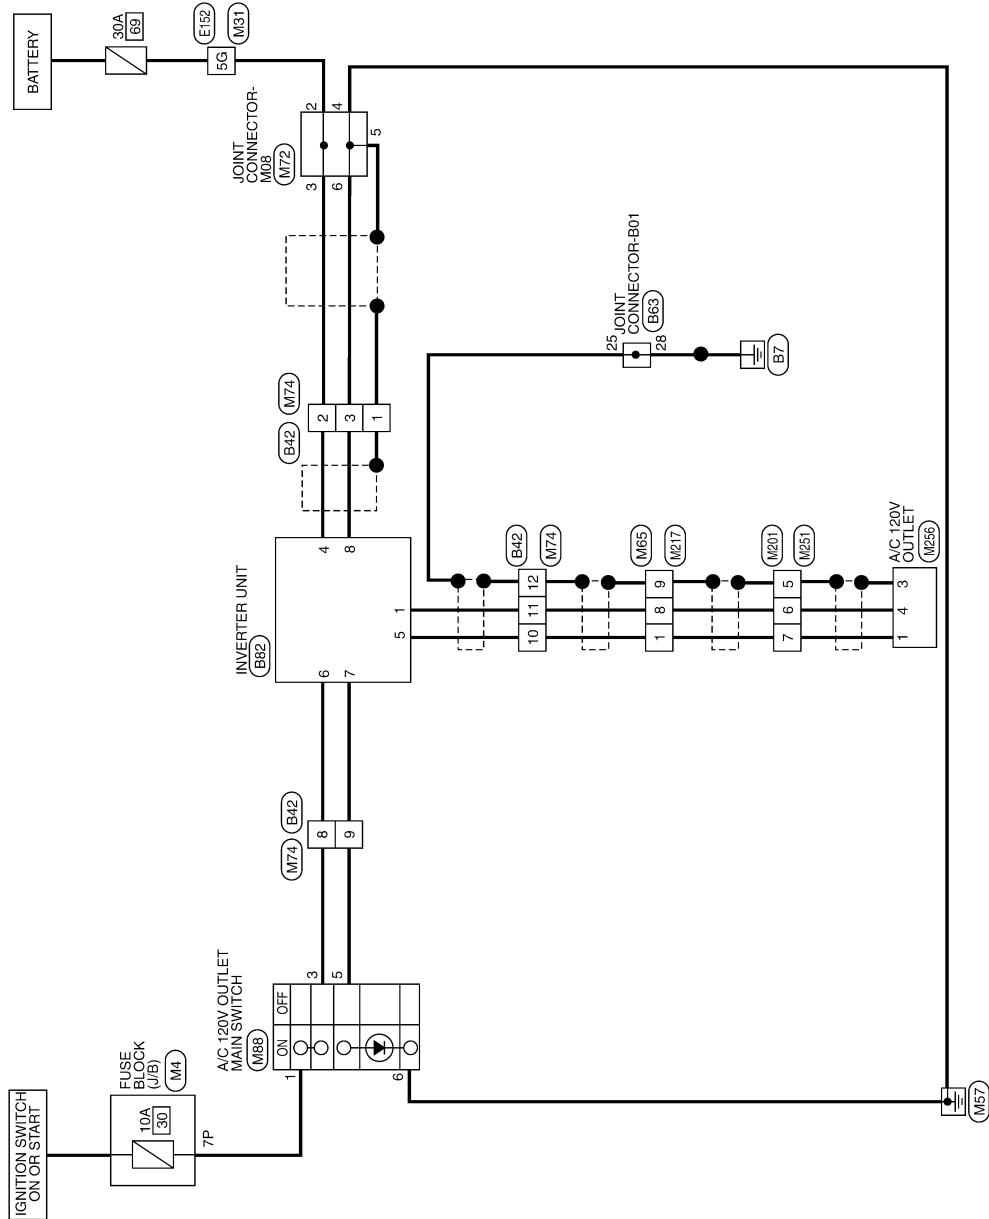 IGNITION SWITCH
ON OR START
FUSE
BLOCK
(J/B)
M4
10A
30
7P
A/C 120V OUTLET
MAIN SWITCH
M88
ON
OFF
1
3
5
6
M74
B42
8
9
INVERTER UNIT
B82
6
7
4
8
5
1
B42
M74
2
3
1
JOINT
CONNECTOR-
M08
M72
3
6
2
4
5
BATTERY
30A
69
5G
E152
M31
B42
M74
10
11
12
M65
M217
1
8
9
M201
M251
7
6
5
A/C 120V
OUTLET
M256
1
4
3
25
28
JOINT
CONNECTOR-B01
B63
B7
M57